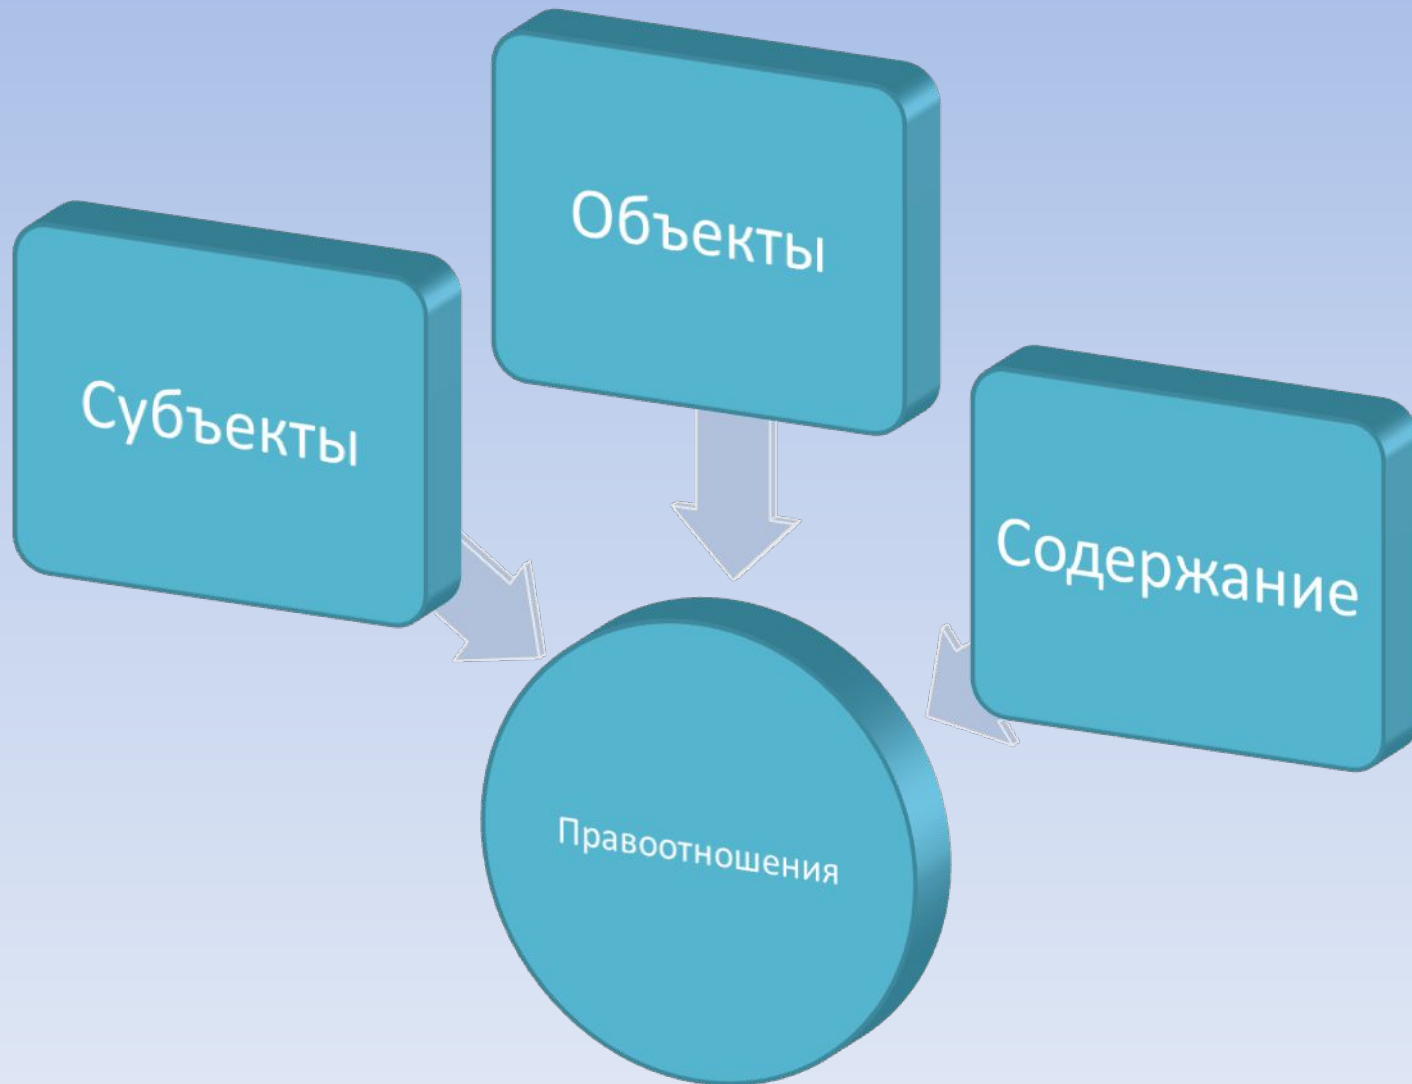 Субъекты
Объекты
Содержание
Правоотношения